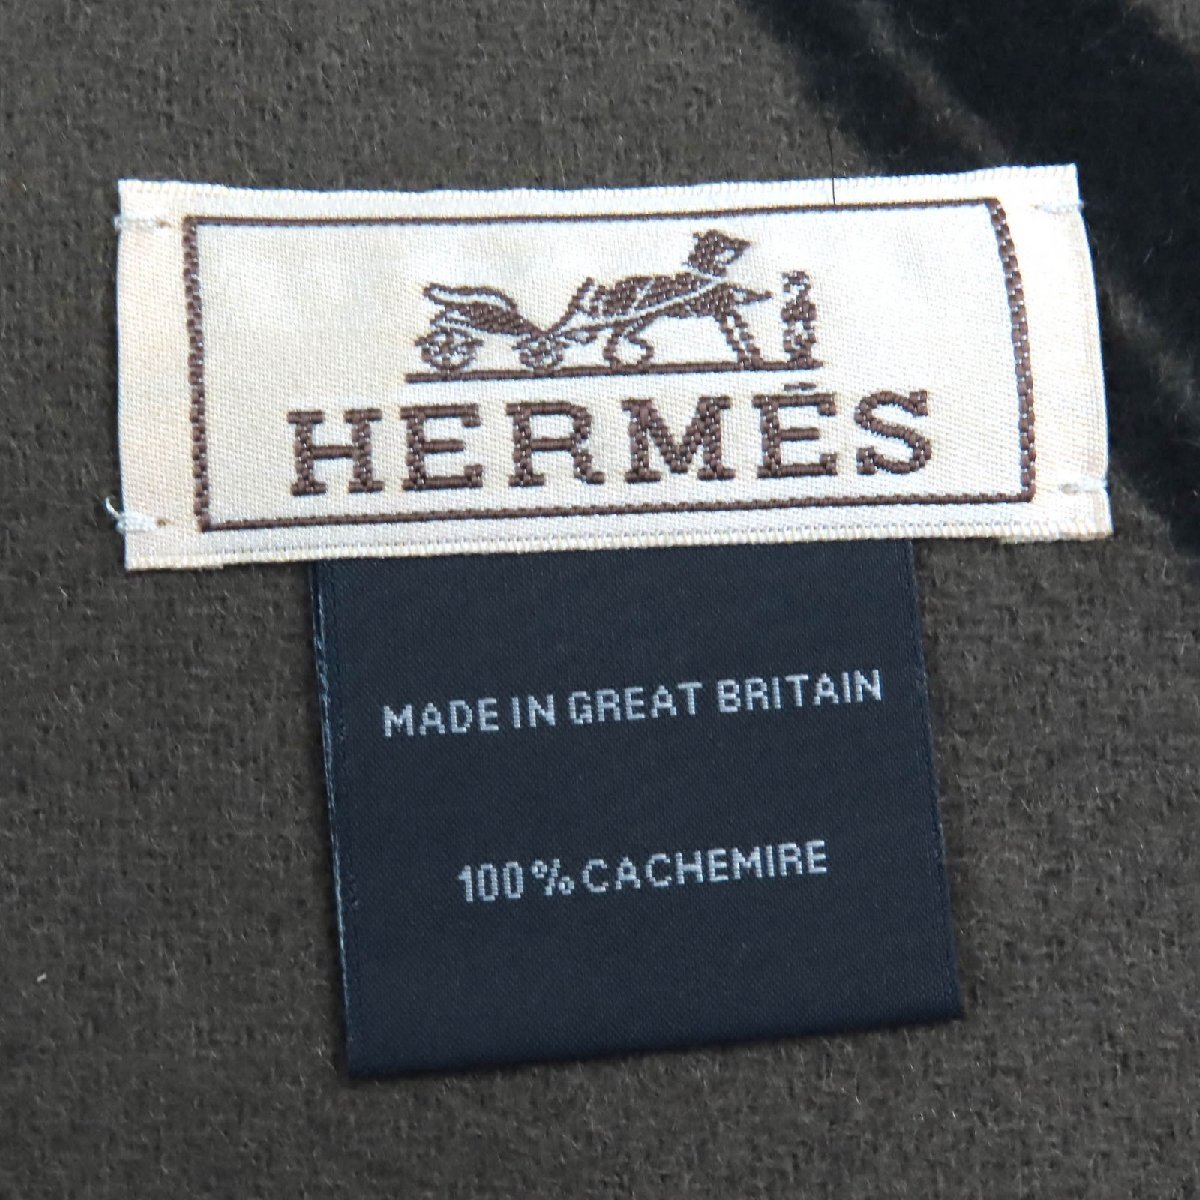 HERMÈS
MADE IN GREAT BRITAIN
100% CACHEMIRE